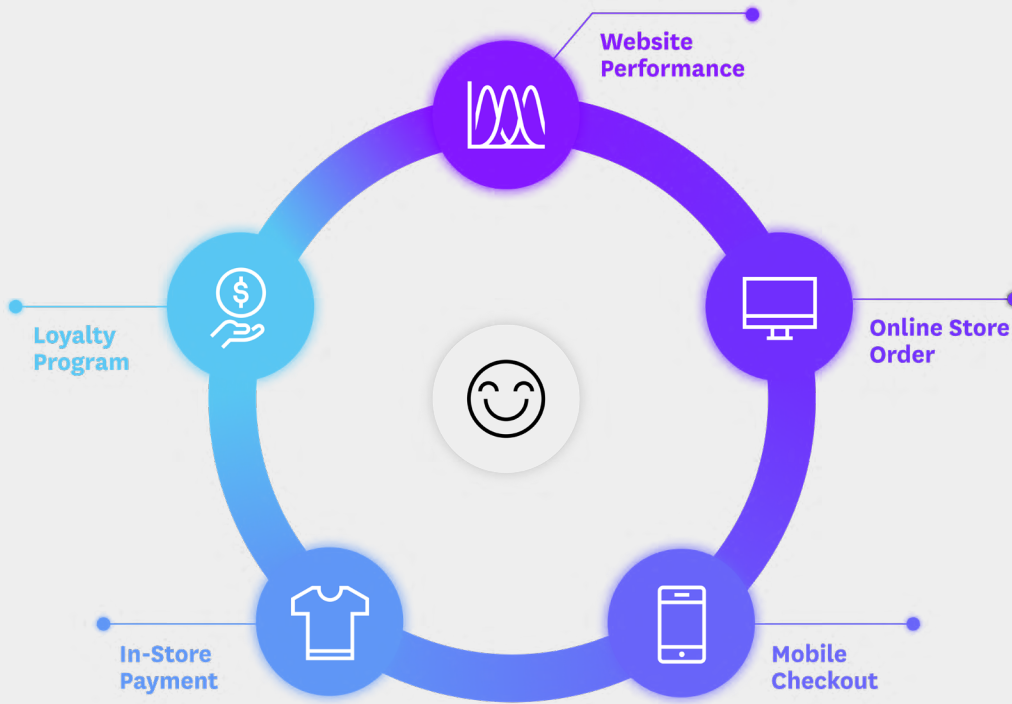 Website
Performance
Online Store
Order
Mobile
Checkout
In-Store
Payment
Loyalty
Program
$